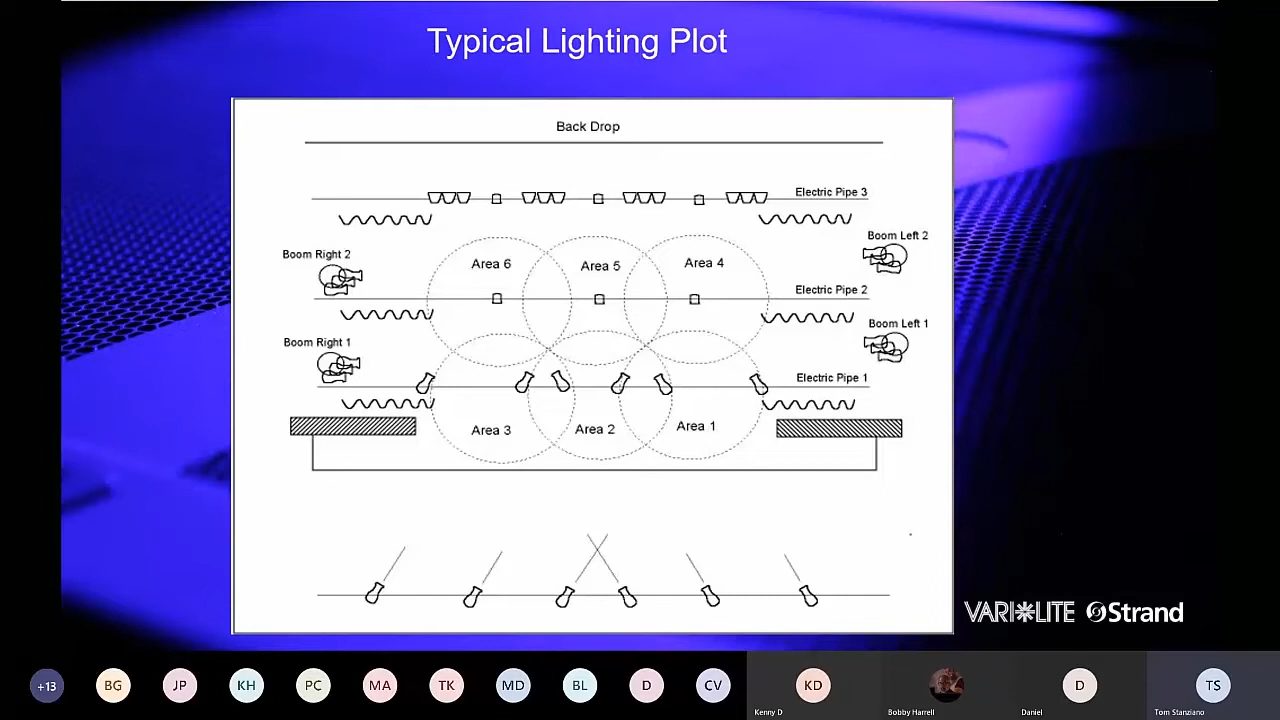 Typical Lighting Plot
Back Drop
Electric Pipe 3
Boom Left 2
Boom Right 2
Area 6
Area 5
Area 4
Electric Pipe 2
Boom Left 1
Boom Right 1
Electric Pipe 1
Area 3
Area 2
Area 1
VARI*LITE Strand
+13 BG JP KH PC MA TK MD BL D CV KD D TS
Kenny D Bobby Harrell Daniel Tom Stanziano